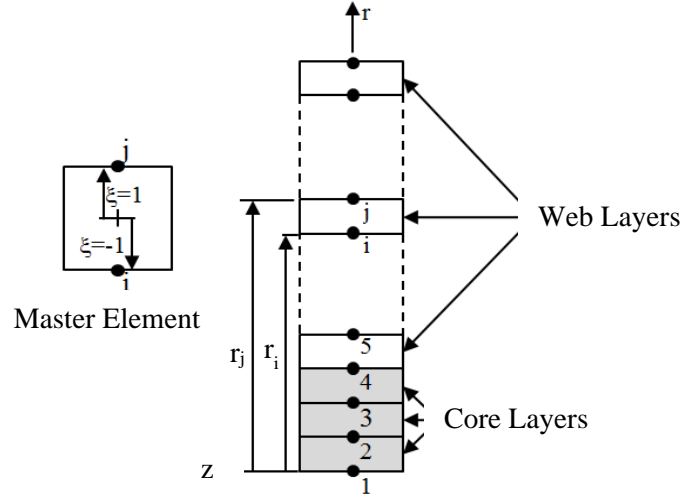 r
j
ξ=1
ξ=-1
i
Master Element
j
i
Web Layers
r_j
r_i
5
4
3
2
Core Layers
z
1